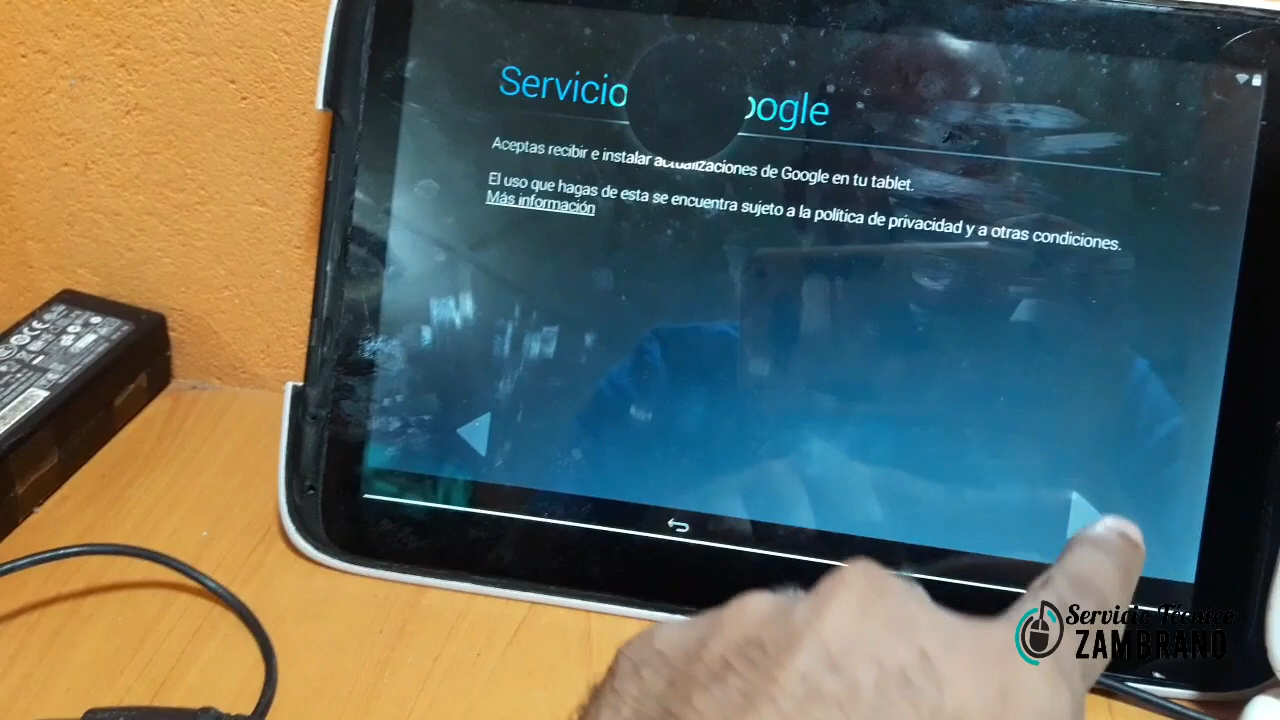 Servicio oogle
Aceptas recibir e instalar actualizaciones de Google en tu tablet.
El uso que hagas de esta se encuentra sujeto a la política de privacidad y a otras condiciones.
Más información
Servicio Técnico
ZAMBRANO